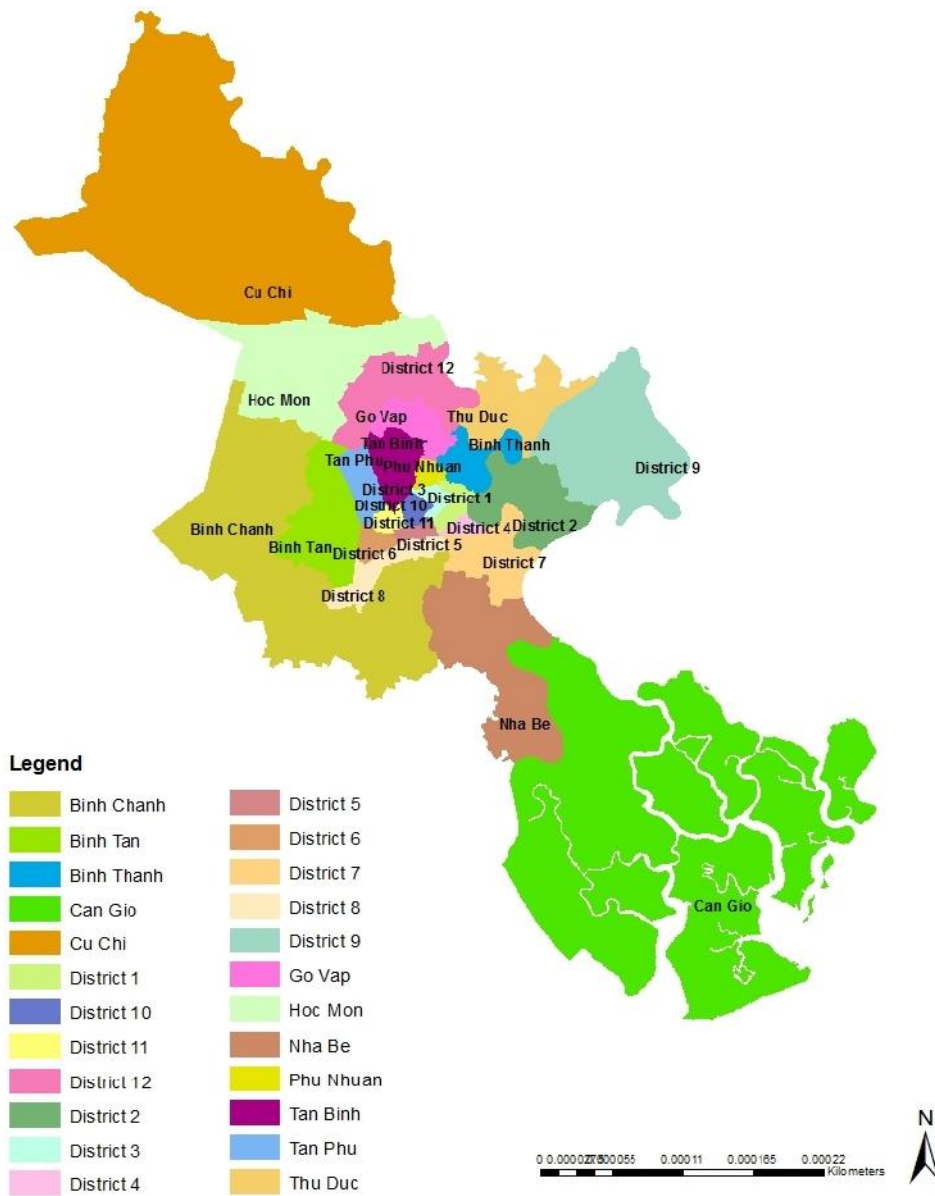 Cu Chi
District 12
Hoc Mon
Go Vap
Thu Duc
Tan Binh
Binh Thanh
Tan Phu
Phu Nhuan
District 9
District 3
District 1
District 10
District 11
District 4
District 2
Binh Chanh
District 5
Binh Tan
District 6
District 7
District 8
Nha Be
Can Gio
Legend
Binh Chanh
Binh Tan
Binh Thanh
Can Gio
Cu Chi
District 1
District 10
District 11
District 12
District 2
District 3
District 4
District 5
District 6
District 7
District 8
District 9
Go Vap
Hoc Mon
Nha Be
Phu Nhuan
Tan Binh
Tan Phu
Thu Duc
N
0 0.00011 0.000165 0.00022
Kilometers